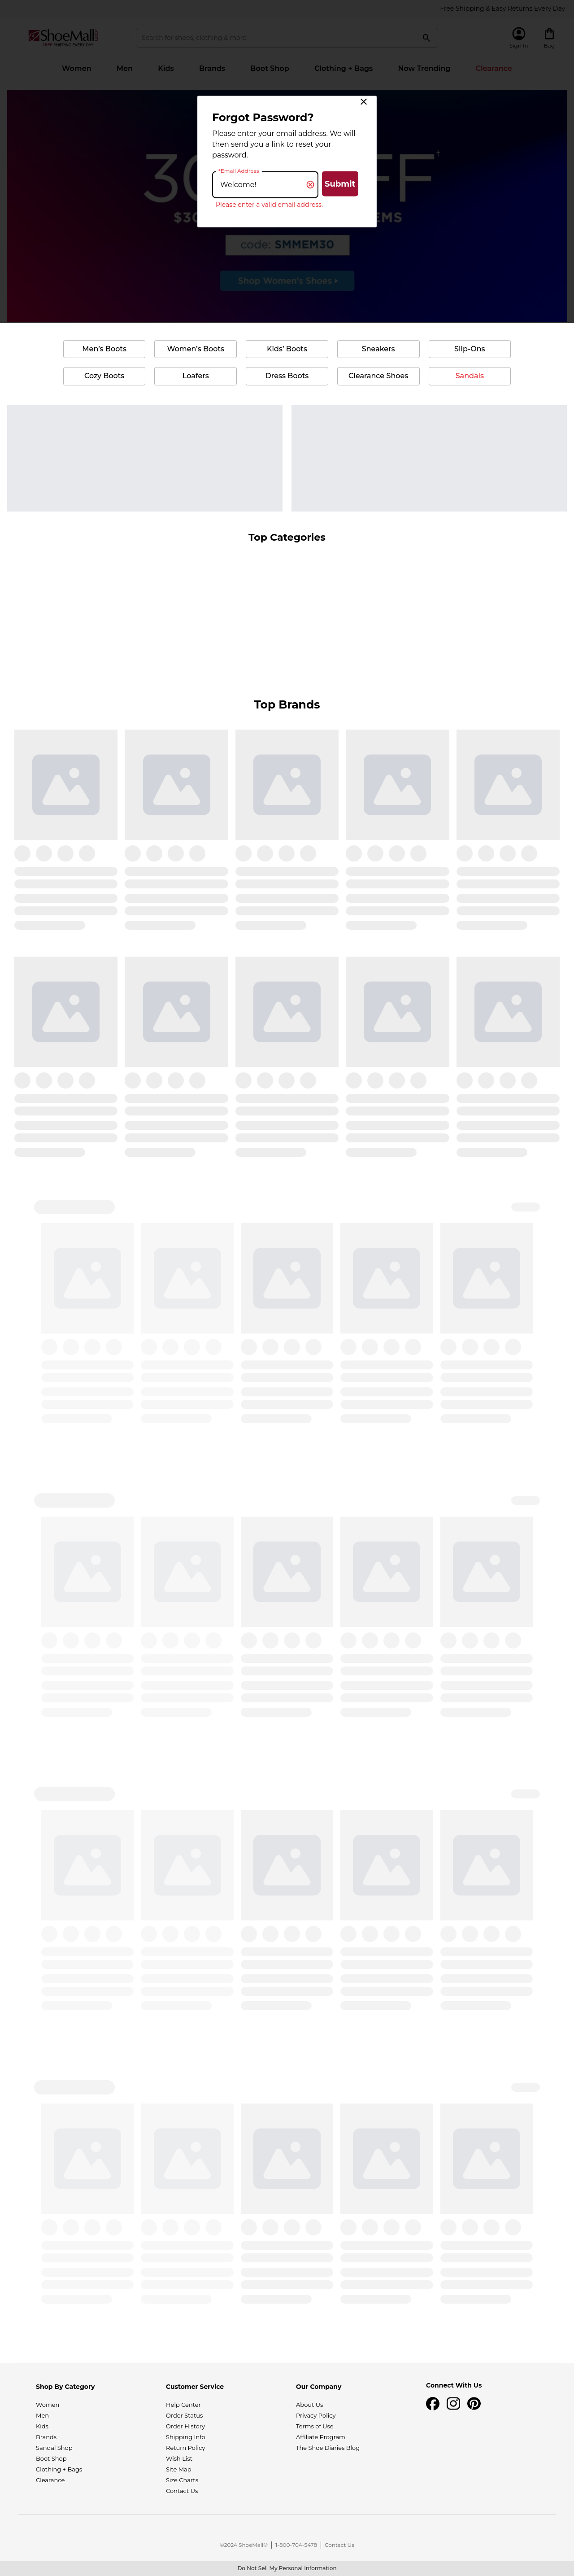 Free Shipping & Easy Returns Every Day
ShoeMall
FREE SHIPPING EVERY DAY
Search for shoes, clothing & more
Sign In
Bag
Women Men Kids Brands Boot Shop Clothing + Bags Now Trending Clearance
Forgot Password?
Please enter your email address. We will
then send you a link to reset your
password.
*Email Address
Welcome!
Submit
Please enter a valid email address.
code: SMMEM30
Shop Women's Shoes
Men's Boots Women's Boots Kids' Boots Sneakers Slip-Ons
Cozy Boots Loafers Dress Boots Clearance Shoes Sandals
Top Categories
Top Brands
Shop By Category
Women
Men
Kids
Brands
Sandal Shop
Boot Shop
Clothing + Bags
Clearance
Customer Service
Help Center
Order Status
Order History
Shipping Info
Return Policy
Wish List
Site Map
Size Charts
Contact Us
Our Company
About Us
Privacy Policy
Terms of Use
Affiliate Program
The Shoe Diaries Blog
Connect With Us
©2024 ShoeMall® | 1-800-704-5478 | Contact Us
Do Not Sell My Personal Information